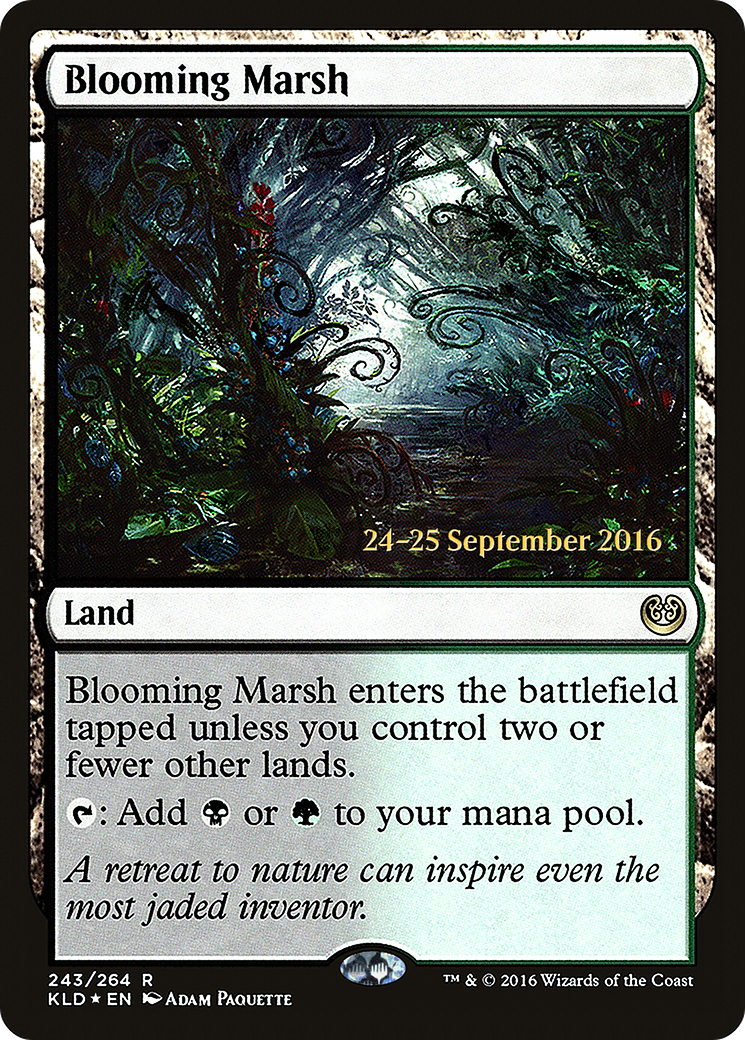 Blooming Marsh
24–25 September 2016
Land
Blooming Marsh enters the battlefield
tapped unless you control two or
fewer other lands.
: Add or to your mana pool.
A retreat to nature can inspire even the
most jaded inventor.
243/264 R
KLD ★ EN Adam Paquette
™ & © 2016 Wizards of the Coast